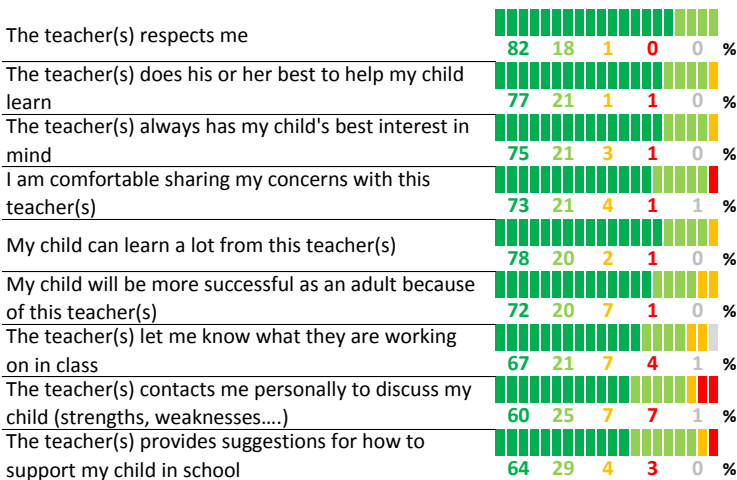 The teacher(s) respects me
82 18 1 0 0 %
The teacher(s) does his or her best to help my child
learn
77 21 1 1 0 %
The teacher(s) always has my child's best interest in
mind
75 21 3 1 0 %
I am comfortable sharing my concerns with this
teacher(s)
73 21 4 1 1 %
My child can learn a lot from this teacher(s)
78 20 2 1 0 %
My child will be more successful as an adult because
of this teacher(s)
72 20 7 1 0 %
The teacher(s) let me know what they are working
on in class
67 21 7 4 1 %
The teacher(s) contacts me personally to discuss my
child (strengths, weaknesses....)
60 25 7 7 1 %
The teacher(s) provides suggestions for how to
support my child in school
64 29 4 3 0 %